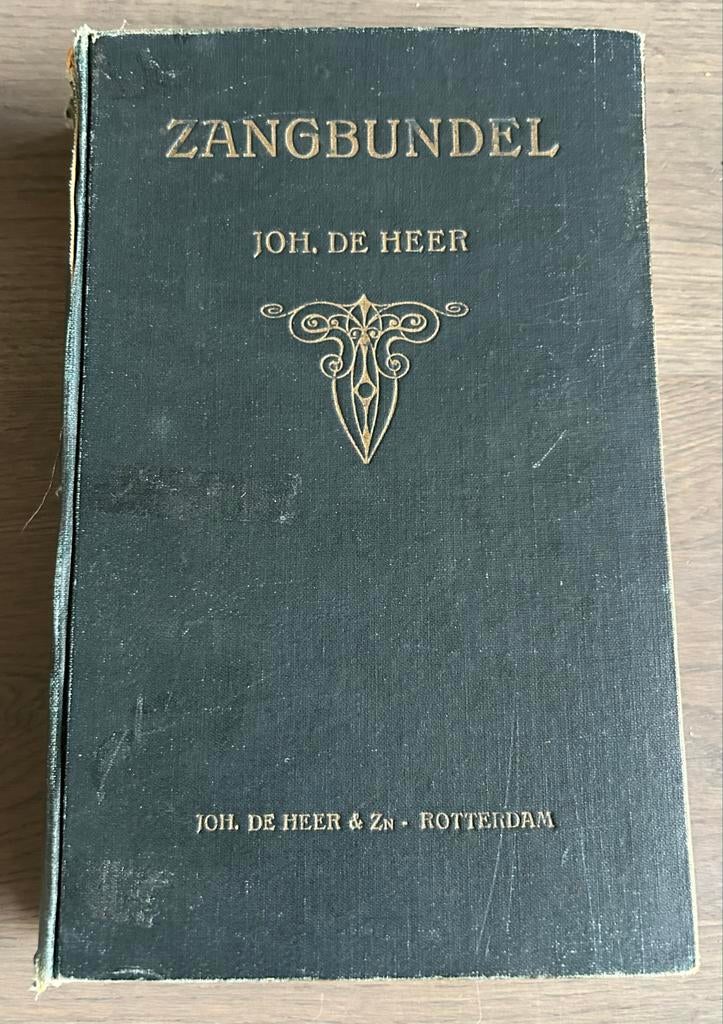 ZANGBUNDEL
JOH. DE HEER
JOH. DE HEER & ZN - ROTTERDAM